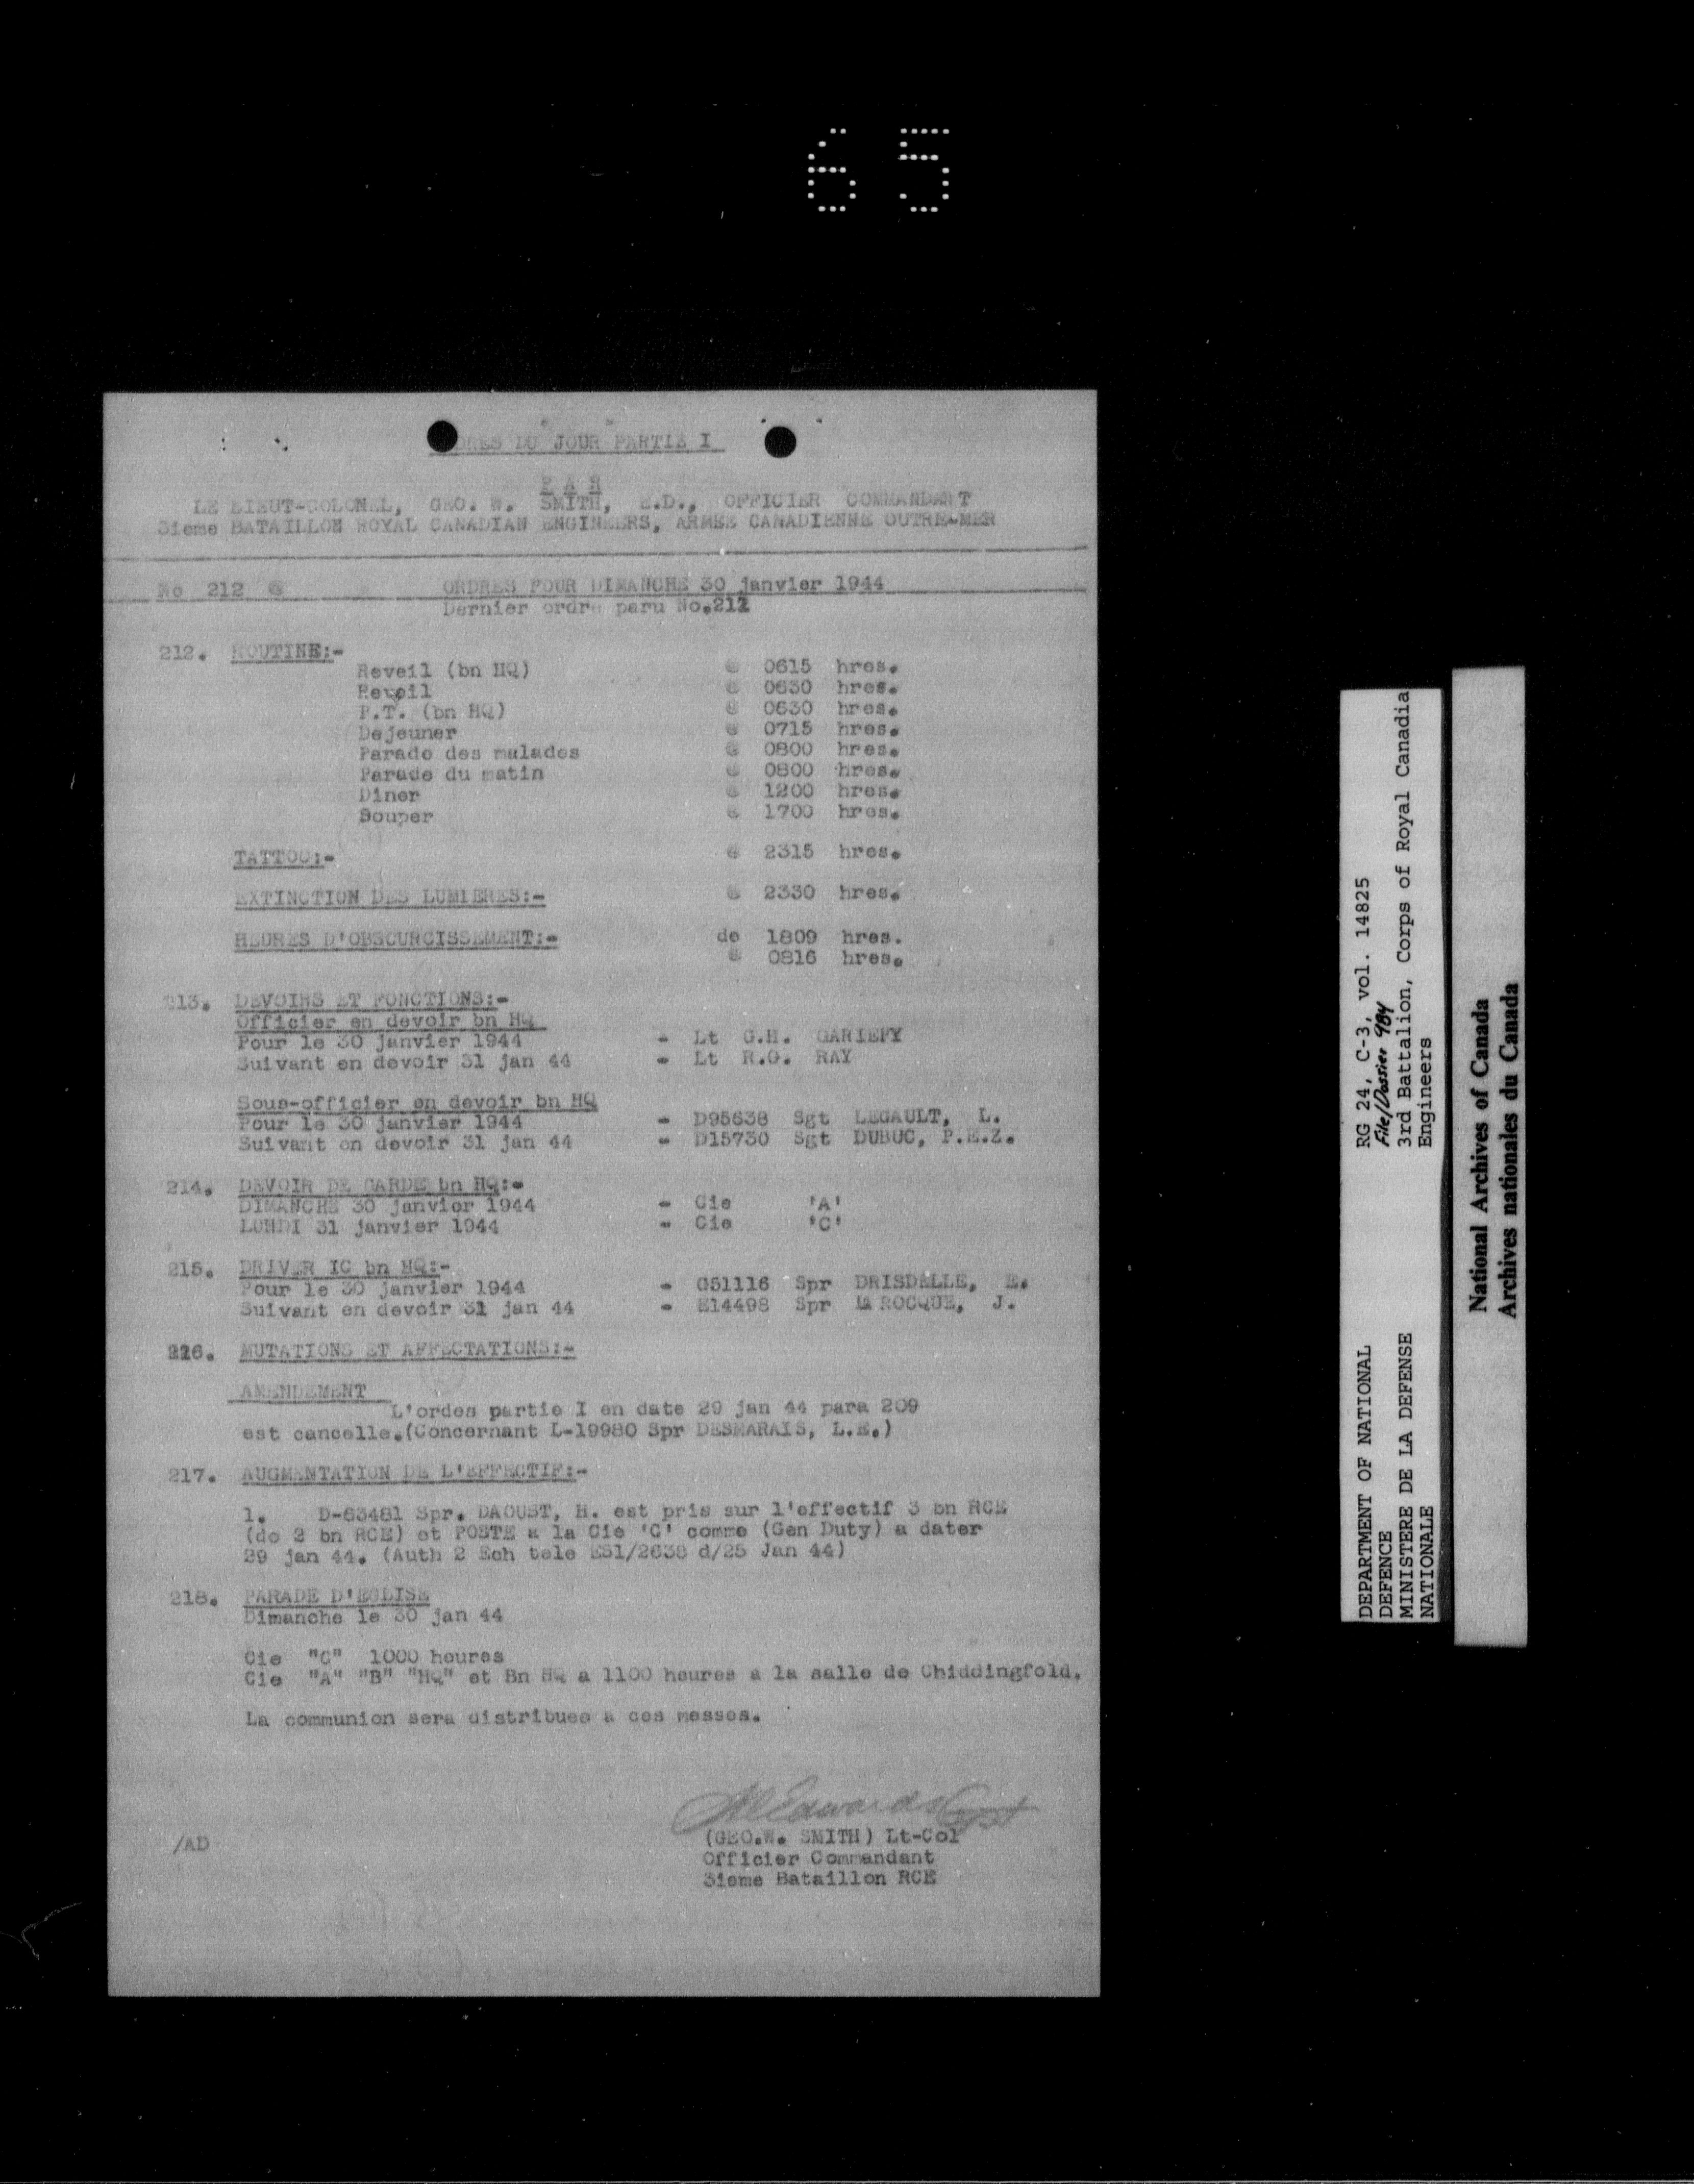 65
ORDRES DU JOUR PARTIE I
P A R
LE LIEUT-COLONEL, GEO. W. SMITH, E.D., OFFICIER COMMANDANT
3ieme BATAILLON ROYAL CANADIAN ENGINEERS, ARMEE CANADIENNE OUTRE-MER
No 212 @ ORDRES POUR DIMANCHE 30 janvier 1944
Dernier ordre paru No.211
212. ROUTINE:-
Reveil (bn HQ) @ 0615 hres.
Reveil @ 0630 hres.
P.T. (bn HQ) @ 0630 hres.
Dejeuner @ 0715 hres.
Parade des malades @ 0800 hres.
Parade du matin @ 0800 hres.
Diner @ 1200 hres.
Souper @ 1700 hres.
TATTOO:- @ 2315 hres.
EXTINCTION DES LUMIERES:- @ 2330 hres.
HEURES D'OBSCURCISSEMENT:- de 1809 hres.
@ 0816 hres.
213. DEVOIRS ET FONCTIONS:-
Officier en devoir bn HQ
Pour le 30 janvier 1944 - Lt G.H. GARIEPY
Suivant en devoir 31 jan 44 - Lt R.G. RAY
Sous-officier en devoir bn HQ
Pour le 30 janvier 1944 - D95638 Sgt LEGAULT, L.
Suivant en devoir 31 jan 44 - D15730 Sgt DUBUC, P.E.Z.
214. DEVOIR DE GARDE bn HQ:-
DIMANCHE 30 janvier 1944 - Cie 'A'
LUNDI 31 janvier 1944 - Cie 'C'
215. DRIVER IC bn HQ:-
Pour le 30 janvier 1944 - G51116 Spr DRISDELLE, E.
Suivant en devoir 31 jan 44 - E14498 Spr LA ROCQUE, J.
216. MUTATIONS ET AFFECTATIONS:-
AMENDEMENT
L'ordes partie I en date 29 jan 44 para 209
est cancelle.(Concernant L-19980 Spr DESMARAIS, L.E.)
217. AUGMENTATION DE L'EFFECTIF:-
1. D-63481 Spr. DAOUST, H. est pris sur l'effectif 3 bn RCE
(de 2 bn RCE) et POSTE a la Cie 'C' comme (Gen Duty) a dater
29 jan 44. (Auth 2 Ech tele ES1/2638 d/25 Jan 44)
218. PARADE D'EGLISE
Dimanche le 30 jan 44
Cie "C" 1000 heures
Cie "A" "B" "HQ" et Bn HQ a 1100 heures a la salle de Chiddingfold.
La communion sera distribuee a ces messes.
Edwards Capt
(GEO.W. SMITH) Lt-Col
/AD
Officier Commandant
3ieme Bataillon RCE
DEPARTMENT OF NATIONAL
DEFENCE
MINISTERE DE LA DEFENSE
NATIONALE
RG 24, C-3, vol. 14825
File/Dossier 984
3rd Battalion, Corps of Royal Canadia
Engineers
National Archives of Canada
Archives nationales du Canada